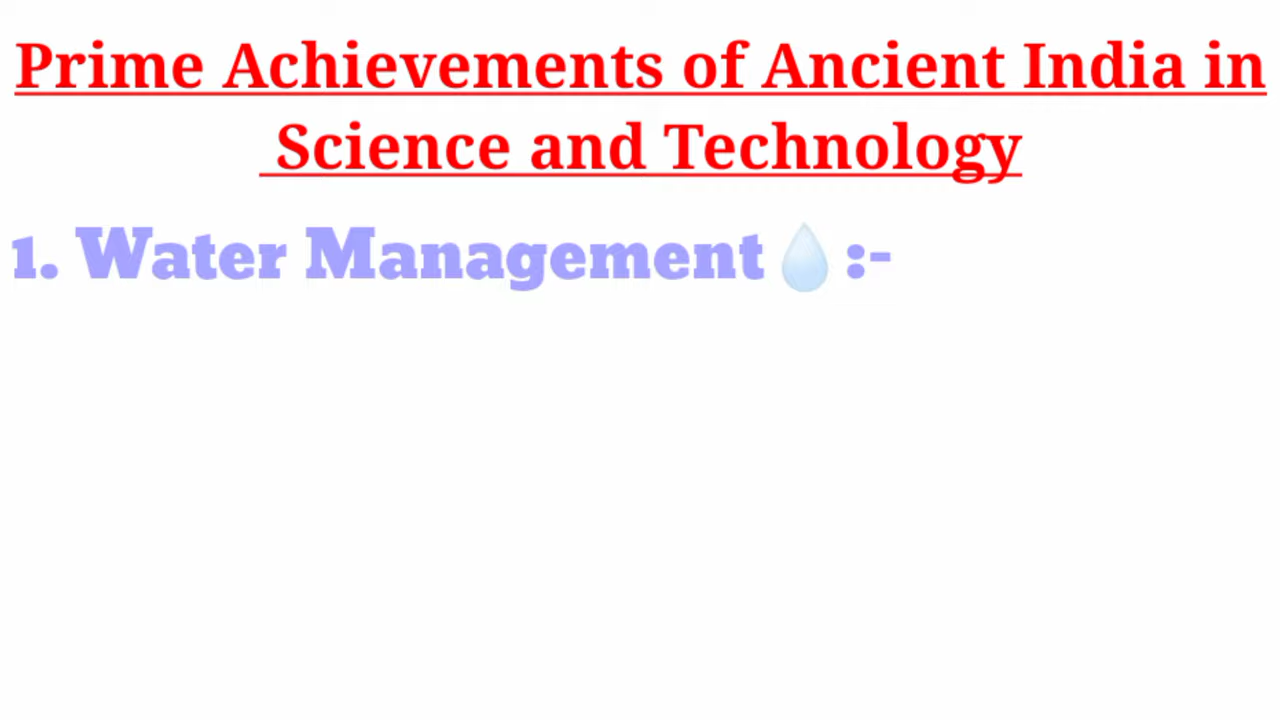 Prime Achievements of Ancient India in
Science and Technology
1. Water Management💧:-